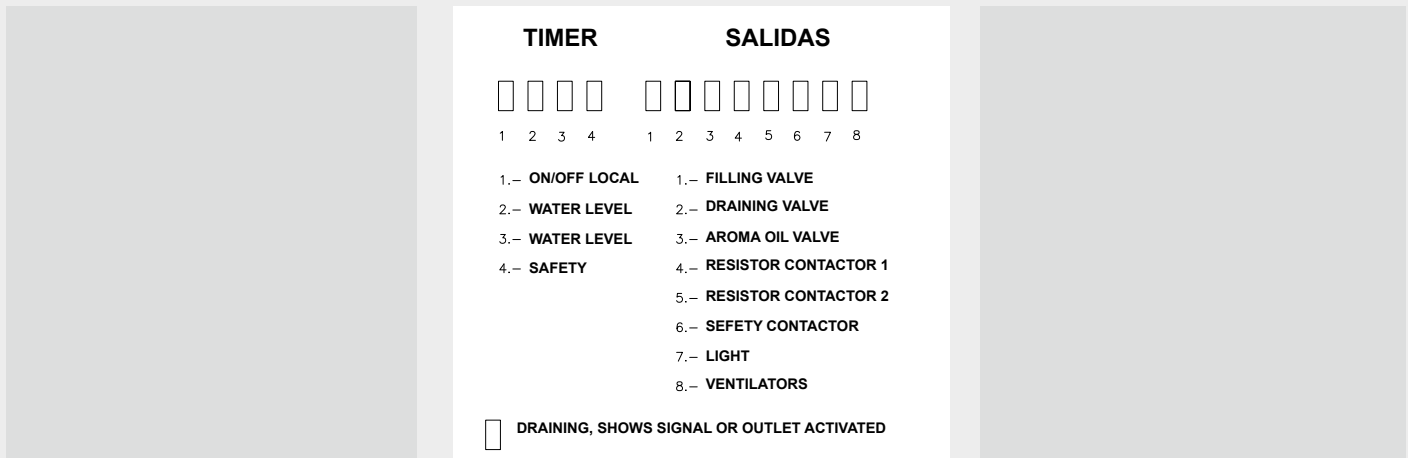 TIMER SALIDAS
1 2 3 4 1 2 3 4 5 6 7 8
1.– ON/OFF LOCAL 1.– FILLING VALVE
2.– WATER LEVEL 2.– DRAINING VALVE
3.– WATER LEVEL 3.– AROMA OIL VALVE
4.– SAFETY 4.– RESISTOR CONTACTOR 1
5.– RESISTOR CONTACTOR 2
6.– SEFETY CONTACTOR
7.– LIGHT
8.– VENTILATORS
DRAINING, SHOWS SIGNAL OR OUTLET ACTIVATED